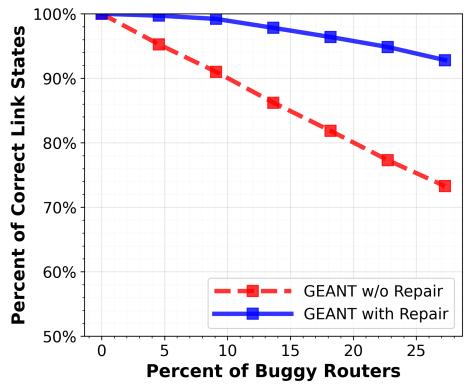 Percent of Correct Link States
100%
90%
80%
70%
60%
50%
GEANT w/o Repair
GEANT with Repair
0 5 10 15 20 25
Percent of Buggy Routers